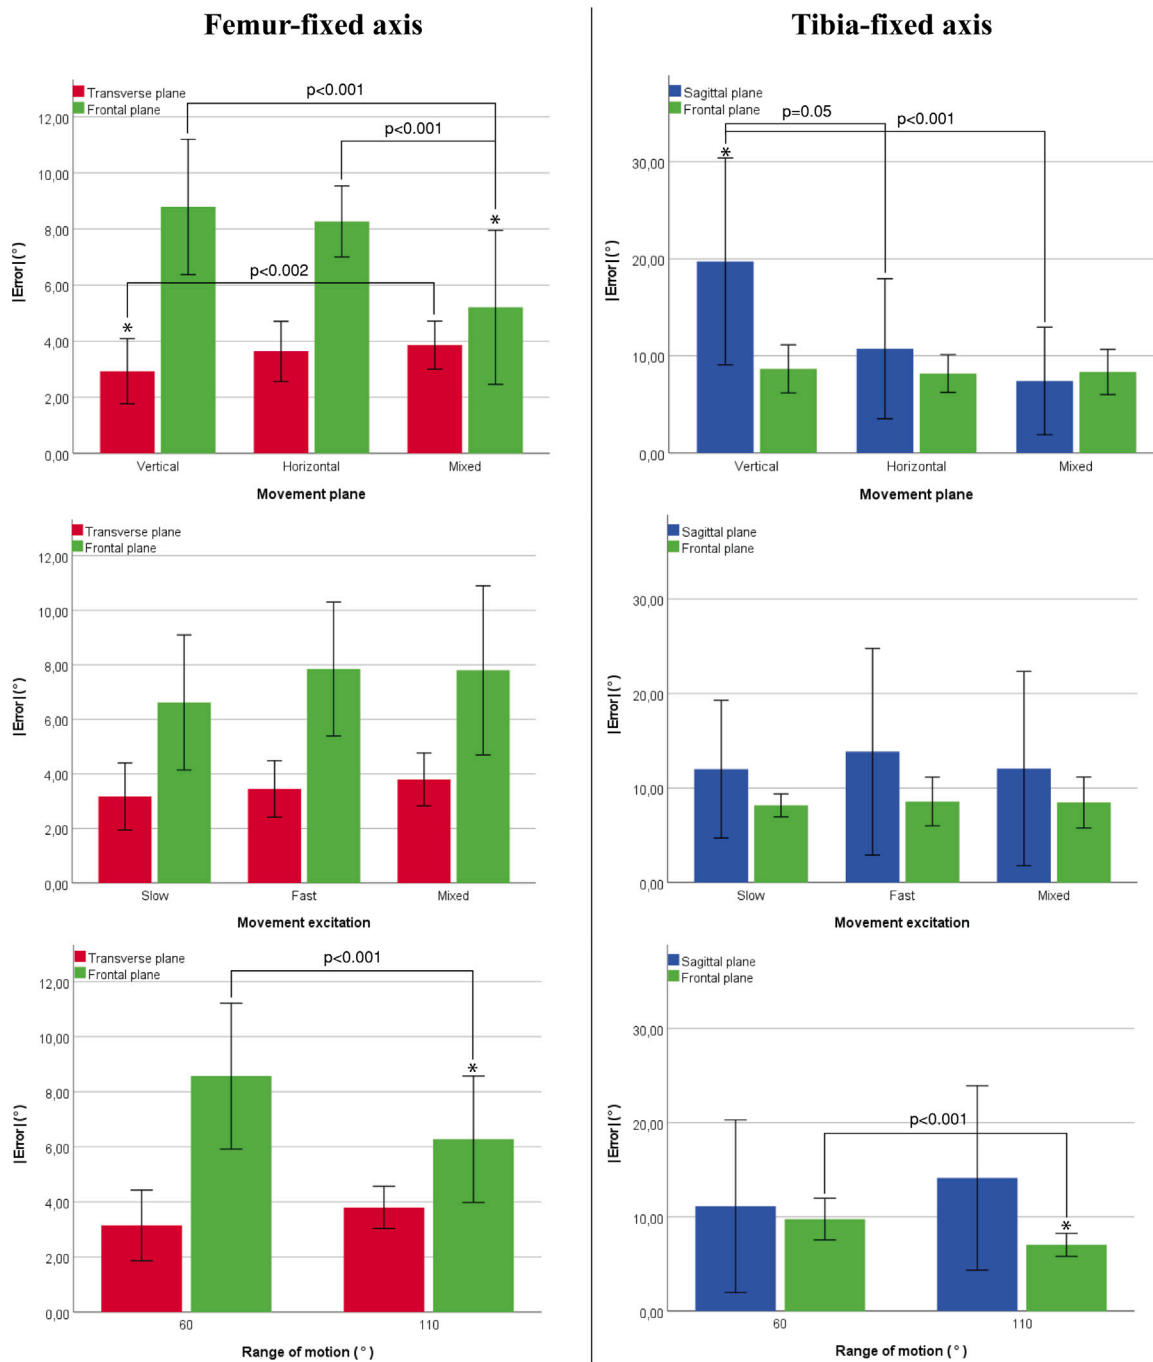 Femur-fixed axis
Tibia-fixed axis
Transverse plane
Frontal plane
p<0.001
p<0.001
p<0.002
*
*
12,00
10,00
8,00
6,00
4,00
2,00
0,00
|Error| (°)
Vertical
Horizontal
Mixed
Movement plane
Sagittal plane
Frontal plane
p=0.05
p<0.001
*
30,00
20,00
10,00
0,00
|Error| (°)
Vertical
Horizontal
Mixed
Movement plane
Transverse plane
Frontal plane
12,00
10,00
8,00
6,00
4,00
2,00
0,00
|Error| (°)
Slow
Fast
Mixed
Movement excitation
Sagittal plane
Frontal plane
30,00
20,00
10,00
0,00
|Error| (°)
Slow
Fast
Mixed
Movement excitation
Transverse plane
Frontal plane
p<0.001
*
12,00
10,00
8,00
6,00
4,00
2,00
0,00
|Error| (°)
60
110
Range of motion (°)
Sagittal plane
Frontal plane
p<0.001
*
30,00
20,00
10,00
0,00
|Error| (°)
60
110
Range of motion (°)